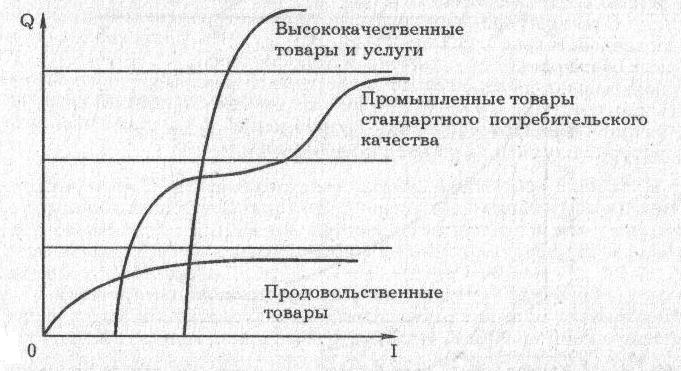 Q
Высококачественные
товары и услуги
Промышленные товары
стандартного потребительского
качества
Продовольственные
товары
0
I